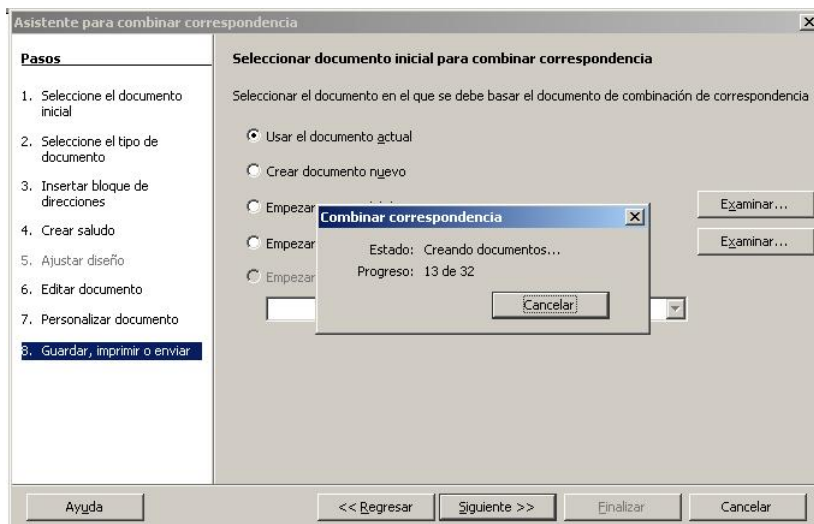 Asistente para combinar correspondencia
Pasos
1. Seleccione el documento
inicial
2. Seleccione el tipo de
documento
3. Insertar bloque de
direcciones
4. Crear saludo
5. Ajustar diseño
6. Editar documento
7. Personalizar documento
8. Guardar, imprimir o enviar
Seleccionar documento inicial para combinar correspondencia
Seleccionar el documento en el que se debe basar el documento de combinación de correspondencia
Usar el documento actual
Crear documento nuevo
Empezar
Examinar...
Empezar
Examinar...
Empezar
Combinar correspondencia
Estado: Creando documentos...
Progreso: 13 de 32
Cancelar
Ayuda
<< Regresar
Siguiente >>
Finalizar
Cancelar